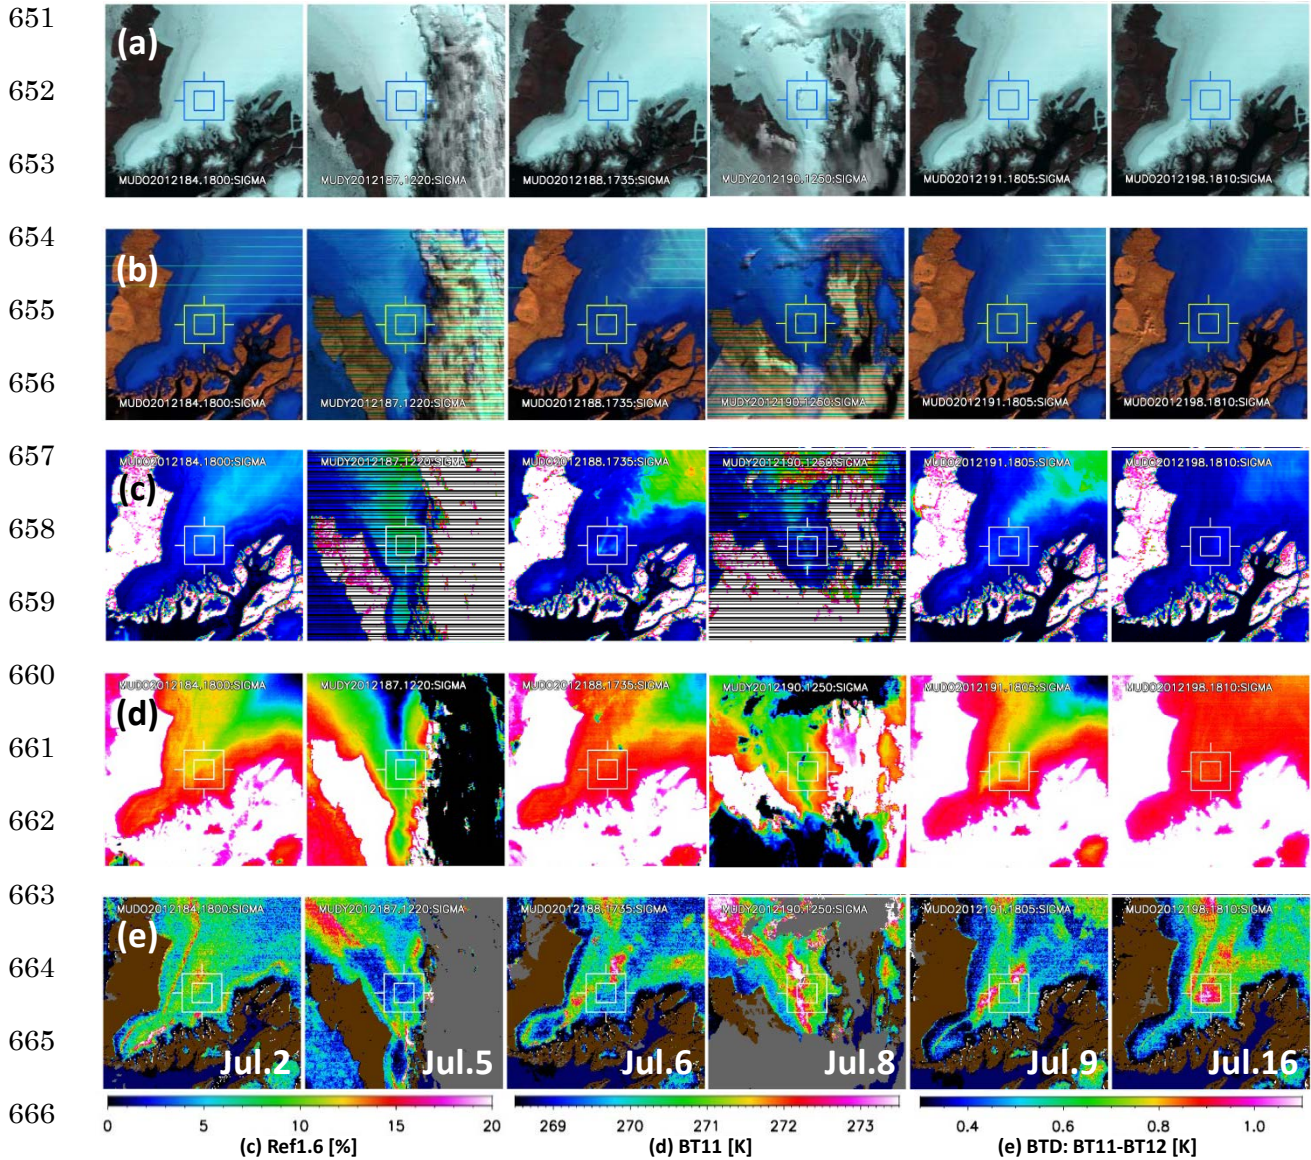 651
(a)
652
653
MUDO2012184.1800:SIGMA MUDY2012187.1220:SIGMA MUDO2012188.1735:SIGMA MUDY2012190.1250:SIGMA MUDO2012191.1805:SIGMA MUDO2012198.1810:SIGMA
654
(b)
655
656
MUDO2012184.1800:SIGMA MUDY2012187.1220:SIGMA MUDO2012188.1735:SIGMA MUDY2012190.1250:SIGMA MUDO2012191.1805:SIGMA MUDO2012198.1810:SIGMA
657
MUDO2012184.1800:SIGMA MUDY2012187.1220:SIGMA MUDO2012188.1735:SIGMA MUDY2012190.1250:SIGMA MUDO2012191.1805:SIGMA MUDO2012198.1810:SIGMA
(c)
658
659
660
MUDO2012184.1800:SIGMA MUDY2012187.1220:SIGMA MUDO2012188.1735:SIGMA MUDY2012190.1250:SIGMA MUDO2012191.1805:SIGMA MUDO2012198.1810:SIGMA
(d)
661
662
663
MUDO2012184.1800:SIGMA MUDY2012187.1220:SIGMA MUDO2012188.1735:SIGMA MUDY2012190.1250:SIGMA MUDO2012191.1805:SIGMA MUDO2012198.1810:SIGMA
(e)
664
665
Jul.2 Jul.5 Jul.6 Jul.8 Jul.9 Jul.16
666
0 5 10 15 20 269 270 271 272 273 0.4 0.6 0.8 1.0
(c) Ref1.6 [%] (d) BT11 [K] (e) BTD: BT11-BT12 [K]